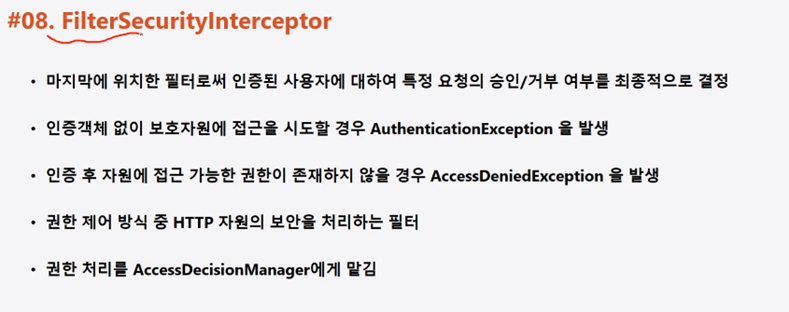 #08. FilterSecurityInterceptor
• 마지막에 위치한 필터로써 인증된 사용자에 대하여 특정 요청의 승인/거부 여부를 최종적으로 결정
• 인증객체 없이 보호자원에 접근을 시도할 경우 AuthenticationException 을 발생
• 인증 후 자원에 접근 가능한 권한이 존재하지 않을 경우 AccessDeniedException 을 발생
• 권한 제어 방식 중 HTTP 자원의 보안을 처리하는 필터
• 권한 처리를 AccessDecisionManager에게 맡김